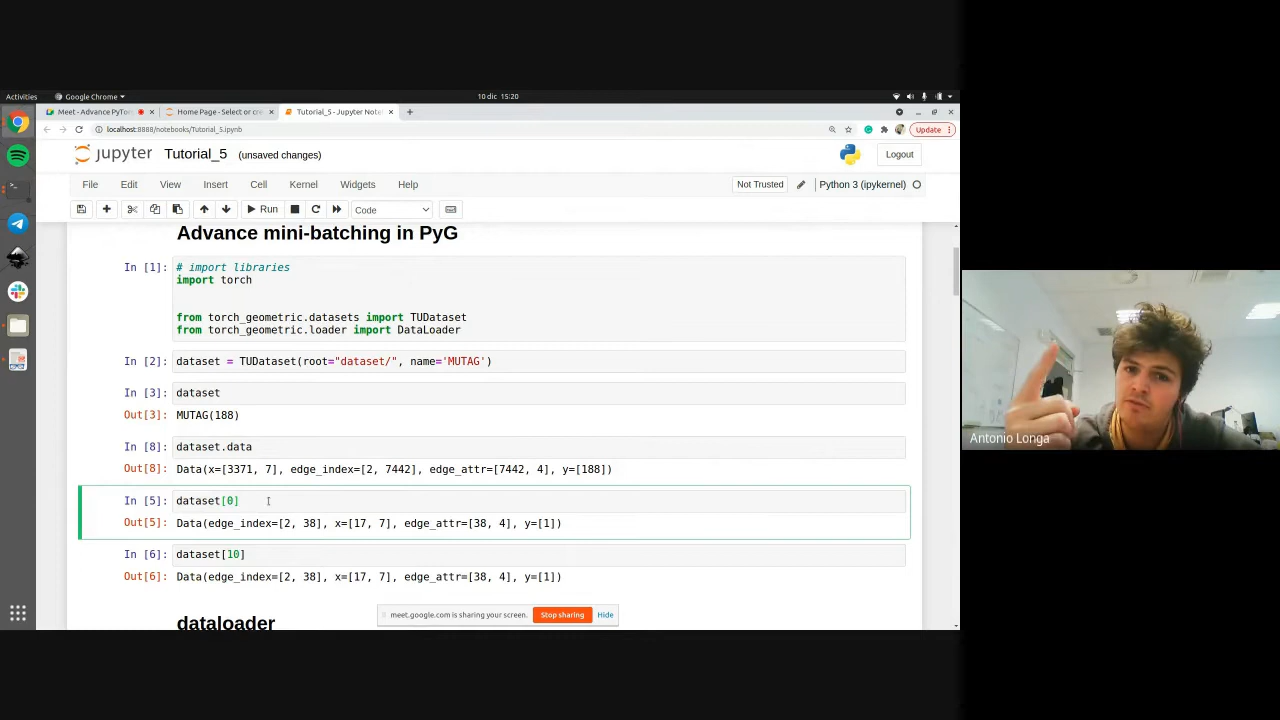 Activities
Google Chrome
10 dic 15:20
Meet - Advance PyTor
Home Page - Select or cre
Tutorial_5 - Jupyter Note
localhost:8888/notebooks/Tutorial_5.ipynb
Update
jupyter Tutorial_5 (unsaved changes)
Logout
File Edit View Insert Cell Kernel Widgets Help
Not Trusted
Python 3 (ipykernel)
Run
Code
Advance mini-batching in PyG
In [1]: # import libraries
import torch
from torch_geometric.datasets import TUDataset
from torch_geometric.loader import DataLoader
In [2]: dataset = TUDataset(root="dataset/", name='MUTAG')
In [3]: dataset
Out[3]: MUTAG(188)
In [8]: dataset.data
Out[8]: Data(x=[3371, 7], edge_index=[2, 7442], edge_attr=[7442, 4], y=[188])
In [5]: dataset[0]
Out[5]: Data(edge_index=[2, 38], x=[17, 7], edge_attr=[38, 4], y=[1])
In [6]: dataset[10]
Out[6]: Data(edge_index=[2, 38], x=[17, 7], edge_attr=[38, 4], y=[1])
meet.google.com is sharing your screen.
Stop sharing
Hide
dataloader
Antonio Longa